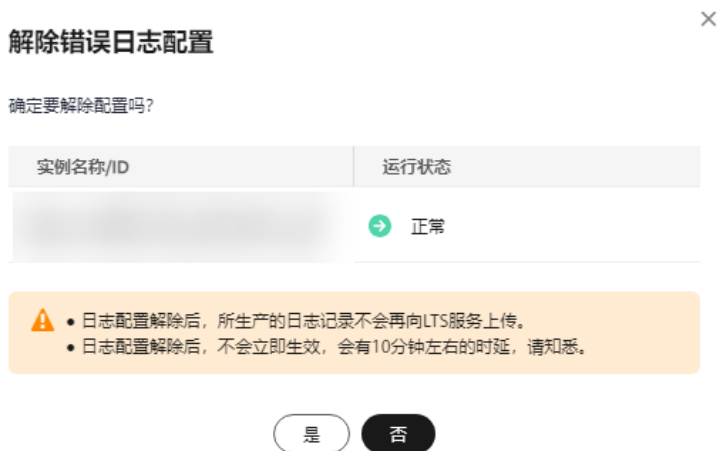 解除错误日志配置
确定要解除配置吗?
实例名称/ID 运行状态
正常
• 日志配置解除后，所生产的日志记录不会再向LTS服务上传。
• 日志配置解除后，不会立即生效，会有10分钟左右的时延，请知悉。
是 否